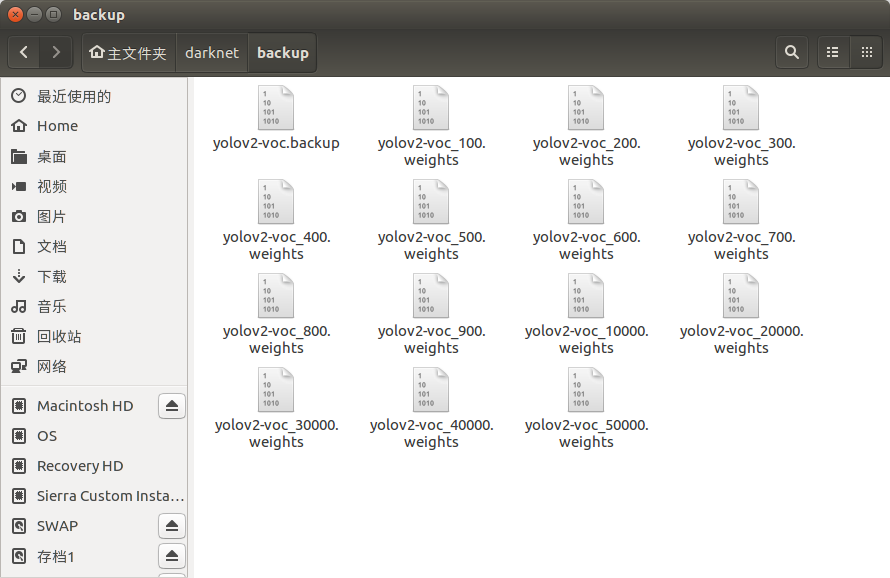 backup
主文件夹 darknet backup
最近使用的
Home
桌面
视频
图片
文档
下载
音乐
回收站
网络
Macintosh HD
OS
Recovery HD
Sierra Custom Insta...
SWAP
存档1
yolov2-voc.backup
yolov2-voc_100.
weights
yolov2-voc_200.
weights
yolov2-voc_300.
weights
yolov2-voc_400.
weights
yolov2-voc_500.
weights
yolov2-voc_600.
weights
yolov2-voc_700.
weights
yolov2-voc_800.
weights
yolov2-voc_900.
weights
yolov2-voc_10000.
weights
yolov2-voc_20000.
weights
yolov2-voc_30000.
weights
yolov2-voc_40000.
weights
yolov2-voc_50000.
weights